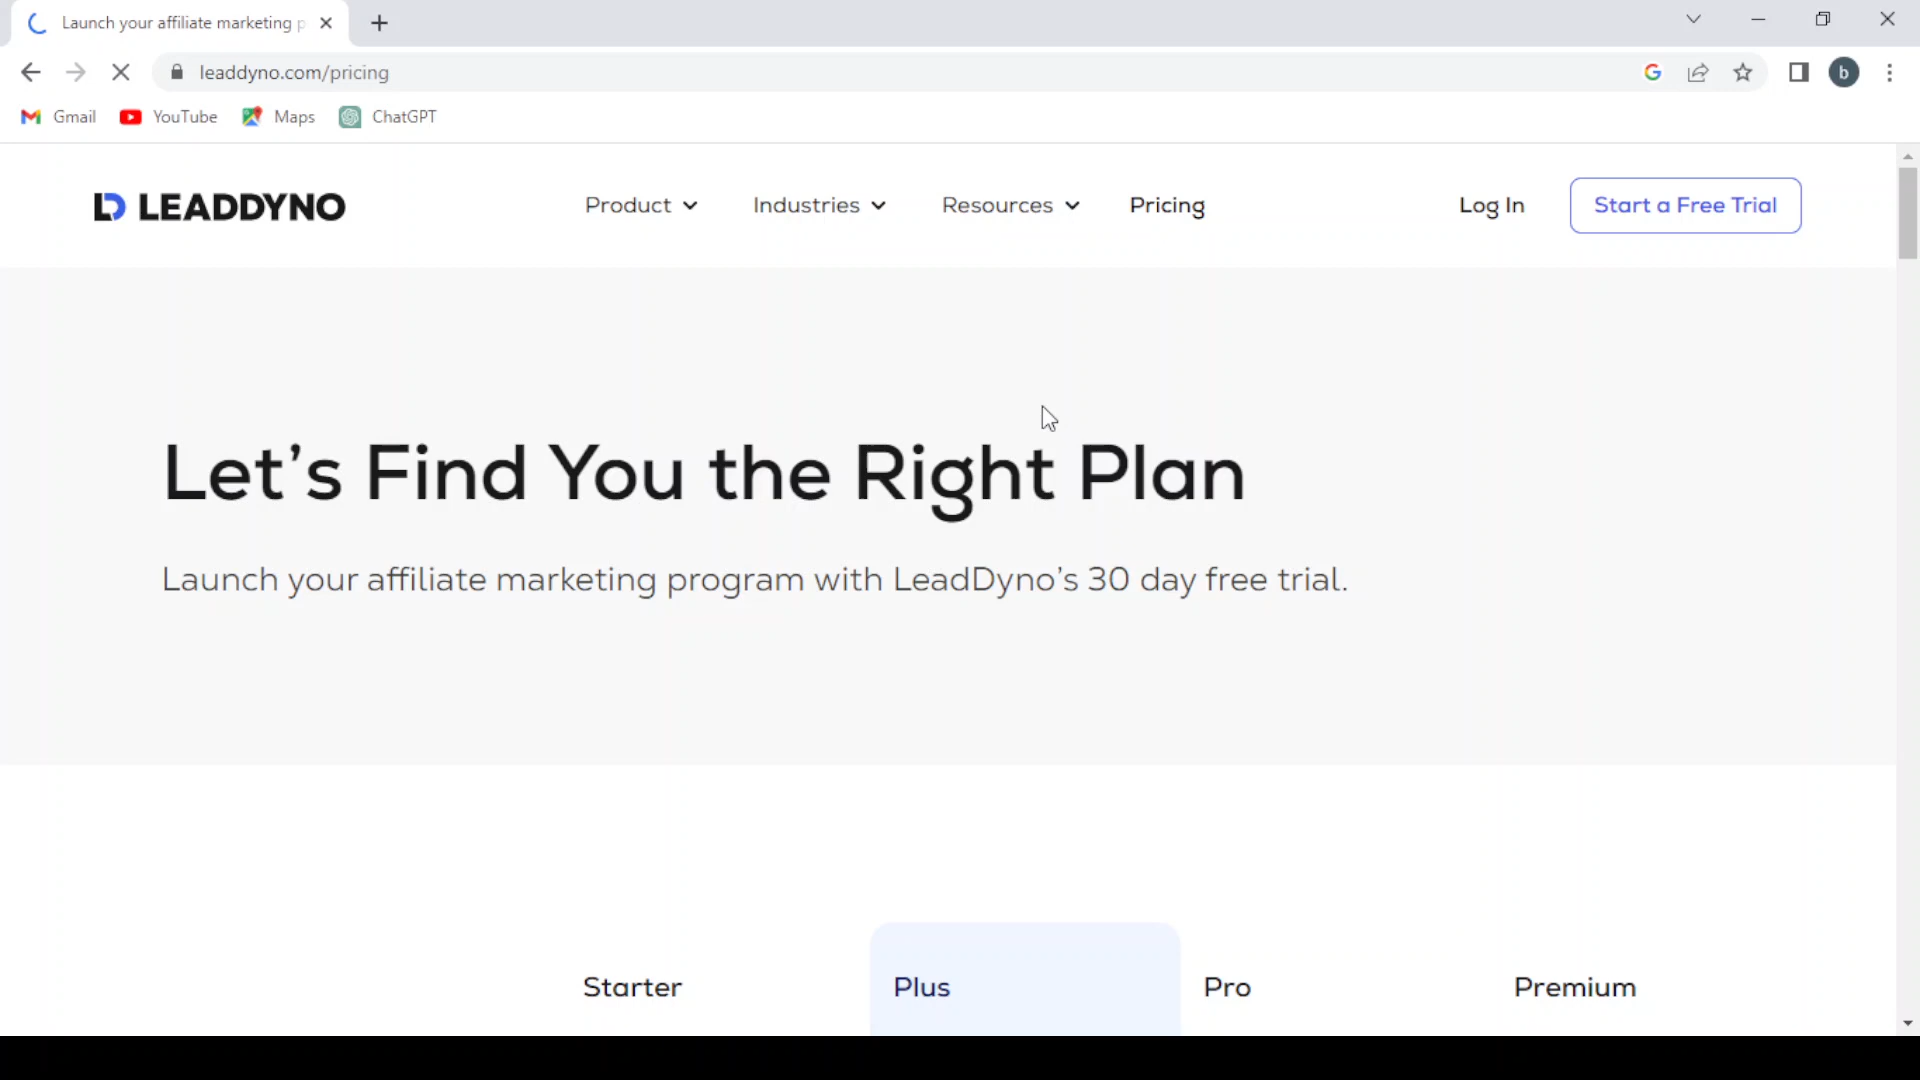 Launch your affiliate marketing p
leaddyno.com/pricing
b
Gmail
YouTube
Maps
ChatGPT
LEADDYNO
Product
Industries
Resources
Pricing
Log In
Start a Free Trial
Let's Find You the Right Plan
Launch your affiliate marketing program with LeadDyno's 30 day free trial.
Starter
Plus
Pro
Premium